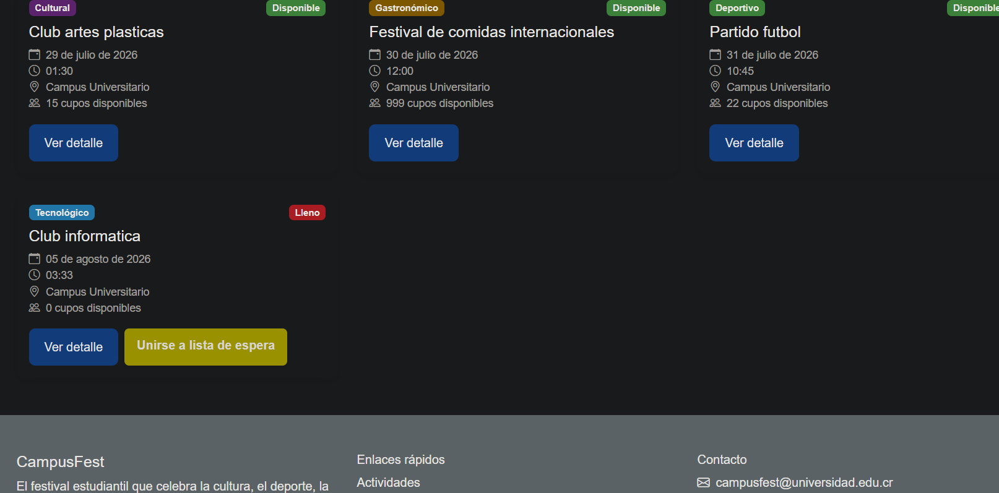 Cultural
Disponible
Club artes plasticas
29 de julio de 2026
01:30
Campus Universitario
15 cupos disponibles
Ver detalle
Gastronómico
Disponible
Festival de comidas internacionales
30 de julio de 2026
12:00
Campus Universitario
999 cupos disponibles
Ver detalle
Deportivo
Disponible
Partido futbol
31 de julio de 2026
10:45
Campus Universitario
22 cupos disponibles
Ver detalle
Tecnológico
Lleno
Club informatica
05 de agosto de 2026
03:33
Campus Universitario
0 cupos disponibles
Ver detalle
Unirse a lista de espera
CampusFest
El festival estudiantil que celebra la cultura, el deporte, la
Enlaces rápidos
Actividades
Contacto
campusfest@universidad.edu.cr